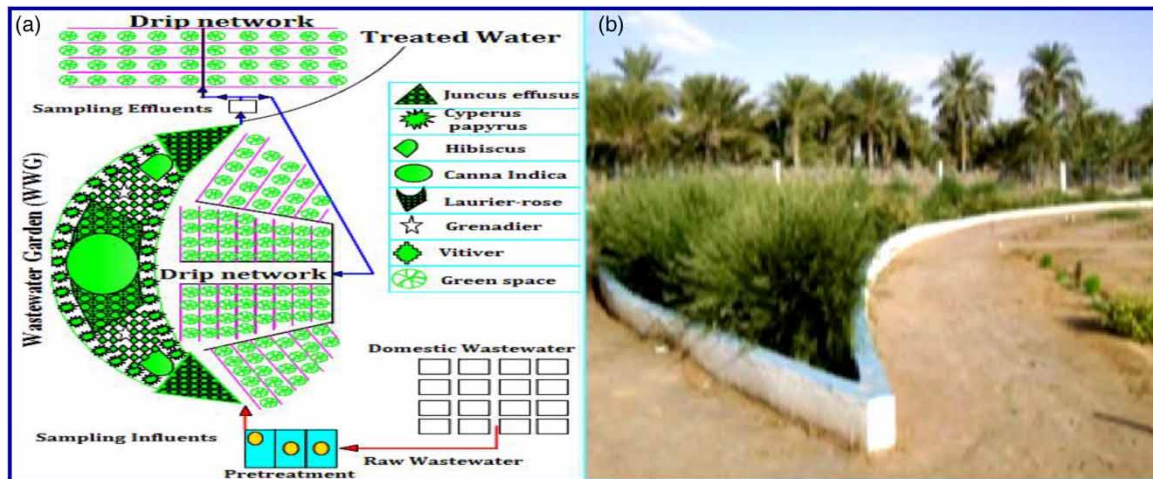 (a)
Drip network
Treated Water
Sampling Effluents
Wastewater Garden (WWG)
Juncus effusus
Cyperus
papyrus
Hibiscus
Canna Indica
Laurier-rose
Grenadier
Vitiver
Green space
Drip network
Domestic Wastewater
Sampling Influents
Raw Wastewater
Pretreatment
(b)